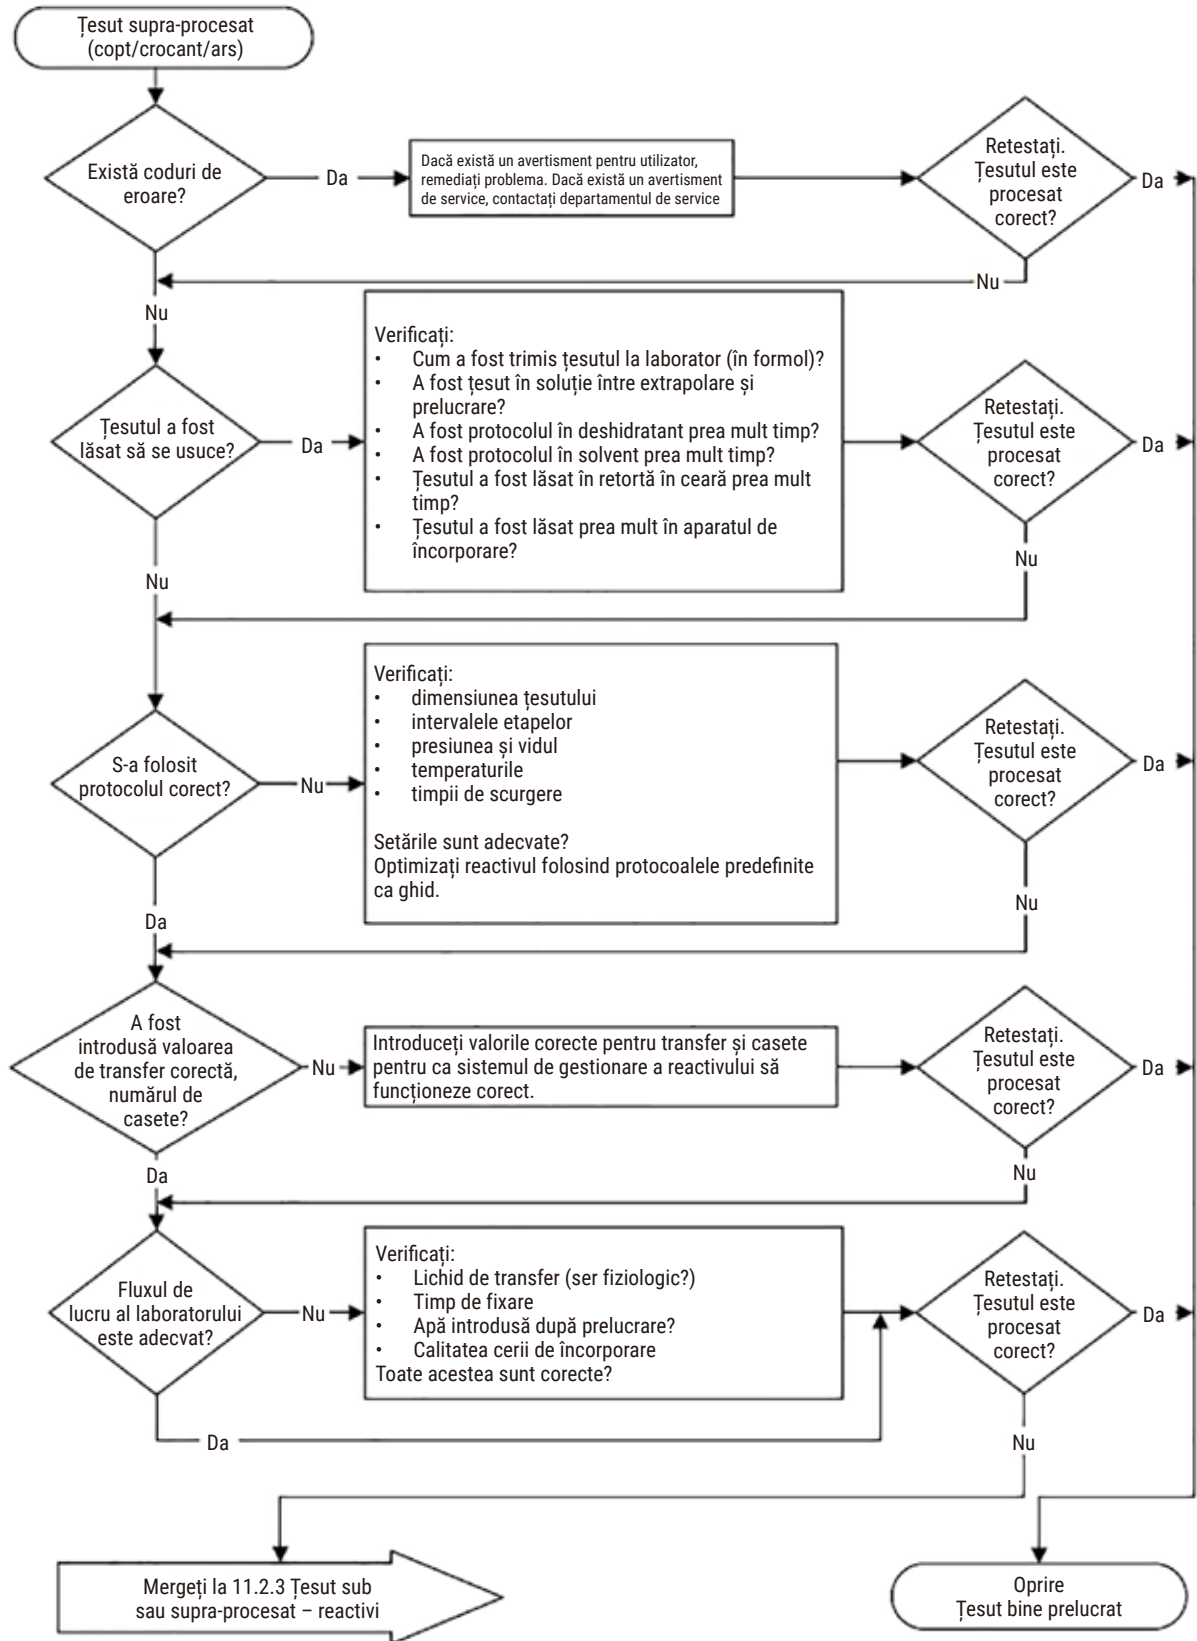 Țesut supra-procesat
(copt/crocant/ars)
Există coduri de
eroare?
Da
Dacă există un avertisment pentru utilizator,
remediați problema. Dacă există un avertisment
de service, contactați departamentul de service
Retestați.
Țesutul este
procesat
corect?
Da
Nu
Nu
Țesutul a fost
lăsat să se usuce?
Da
Verificați:
• Cum a fost trimis țesutul la laborator (în formol)?
• A fost țesut în soluție între extrapolare și
prelucrare?
• A fost protocolul în deshidratant prea mult timp?
• A fost protocolul în solvent prea mult timp?
• Țesutul a fost lăsat în retortă în ceară prea mult
timp?
• Țesutul a fost lăsat prea mult în aparatul de
încorporare?
Retestați.
Țesutul este
procesat
corect?
Da
Nu
Nu
S-a folosit
protocolul corect?
Nu
Verificați:
• dimensiunea țesutului
• intervalele etapelor
• presiunea și vidul
• temperaturile
• timpii de scurgere
Setările sunt adecvate?
Optimizați reactivul folosind protocoalele predefinite
ca ghid.
Retestați.
Țesutul este
procesat
corect?
Da
Nu
Da
A fost
introdusă valoarea
de transfer corectă,
numărul de
casete?
Nu
Introduceți valorile corecte pentru transfer și casete
pentru ca sistemul de gestionare a reactivului să
funcționeze corect.
Retestați.
Țesutul este
procesat
corect?
Da
Nu
Da
Fluxul de
lucru al laboratorului
este adecvat?
Nu
Verificați:
• Lichid de transfer (ser fiziologic?)
• Timp de fixare
• Apă introdusă după prelucrare?
• Calitatea cerii de încorporare
Toate acestea sunt corecte?
Retestați.
Țesutul este
procesat
corect?
Da
Da
Nu
Mergeți la 11.2.3 Țesut sub
sau supra-procesat – reactivi
Oprire
Țesut bine prelucrat